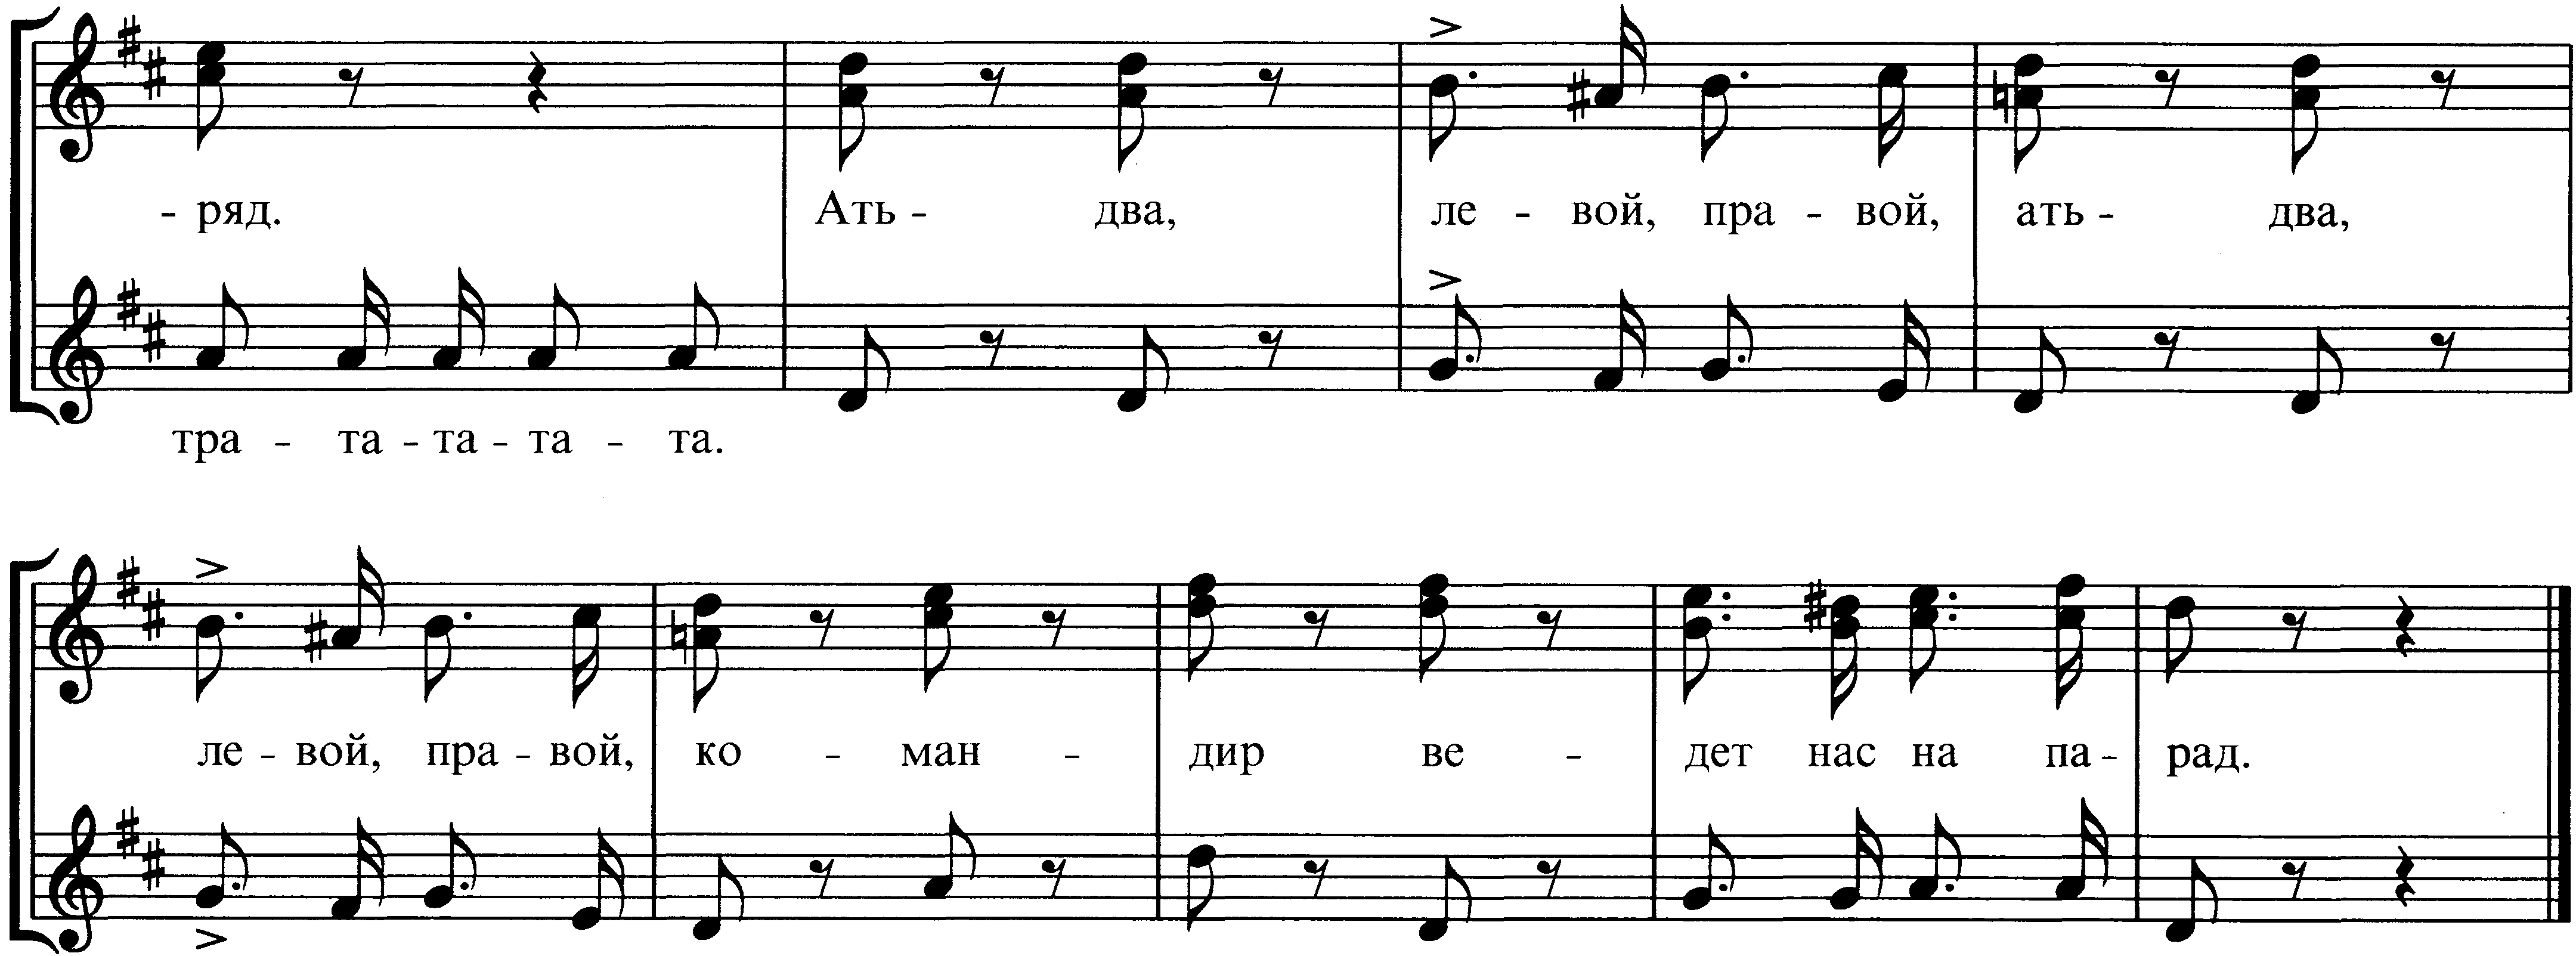 - ряд. Ать - два, ле - вой, пра - вой, ать - два,
тра - та - та - та - та.
ле - вой, пра - вой, ко - ман - дир ве - дет нас на па - рад.